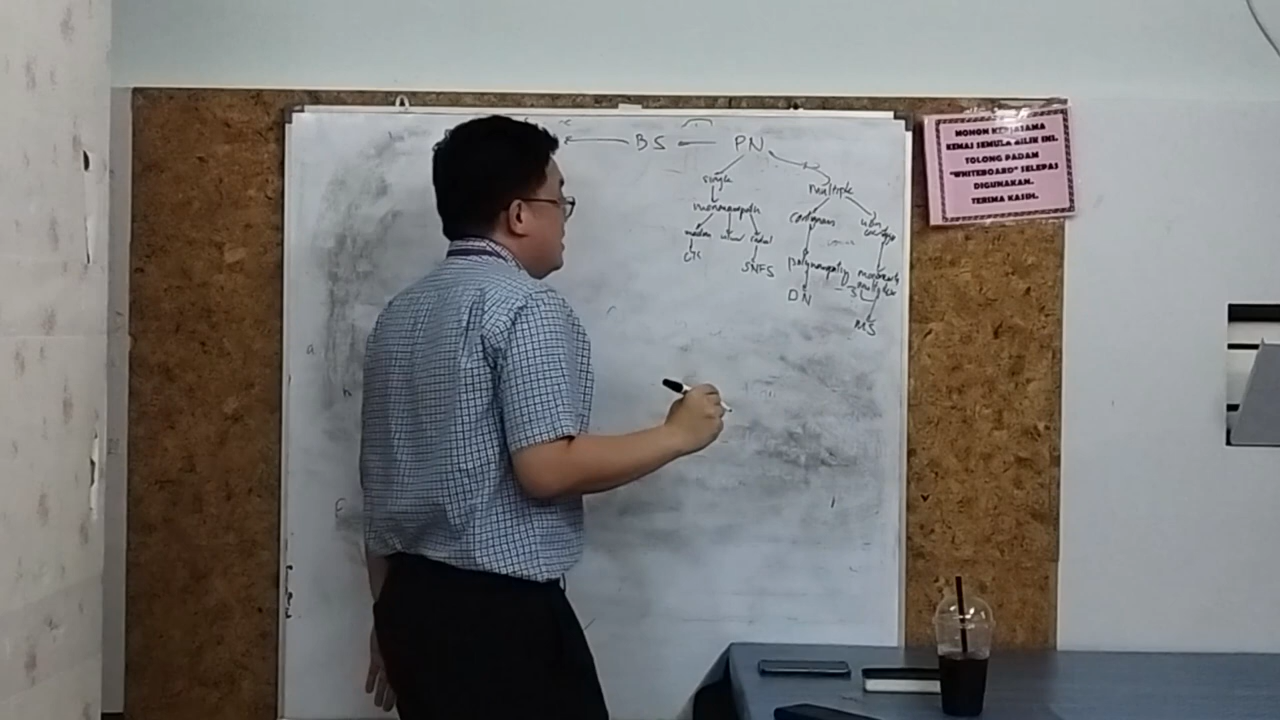 BS PN
single multiple
mononeuropathy contiguous non contiguous
median ulnar radial
CTS SNFS
polyneuropathy mononeuritis multiplex
DN
MS
MOHON KERJASAMA
KEMAS SEMULA BILIK INI.
TOLONG PADAM
"WHITEBOARD" SELEPAS
DIGUNAKAN.
TERIMA KASIH.